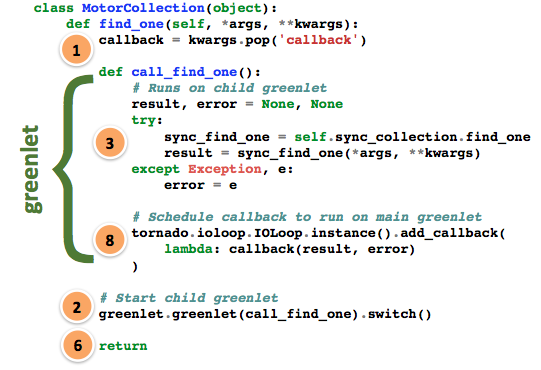 class MotorCollection(object):
    def find_one(self, *args, **kwargs):
1
        callback = kwargs.pop('callback')
greenlet
        def call_find_one():
            # Runs on child greenlet
            result, error = None, None
            try:
3
                sync_find_one = self.sync_collection.find_one
                result = sync_find_one(*args, **kwargs)
            except Exception, e:
                error = e
            # Schedule callback to run on main greenlet
8
            tornado.ioloop.IOLoop.instance().add_callback(
                lambda: callback(result, error)
            )
        # Start child greenlet
2
        greenlet.greenlet(call_find_one).switch()
6
        return